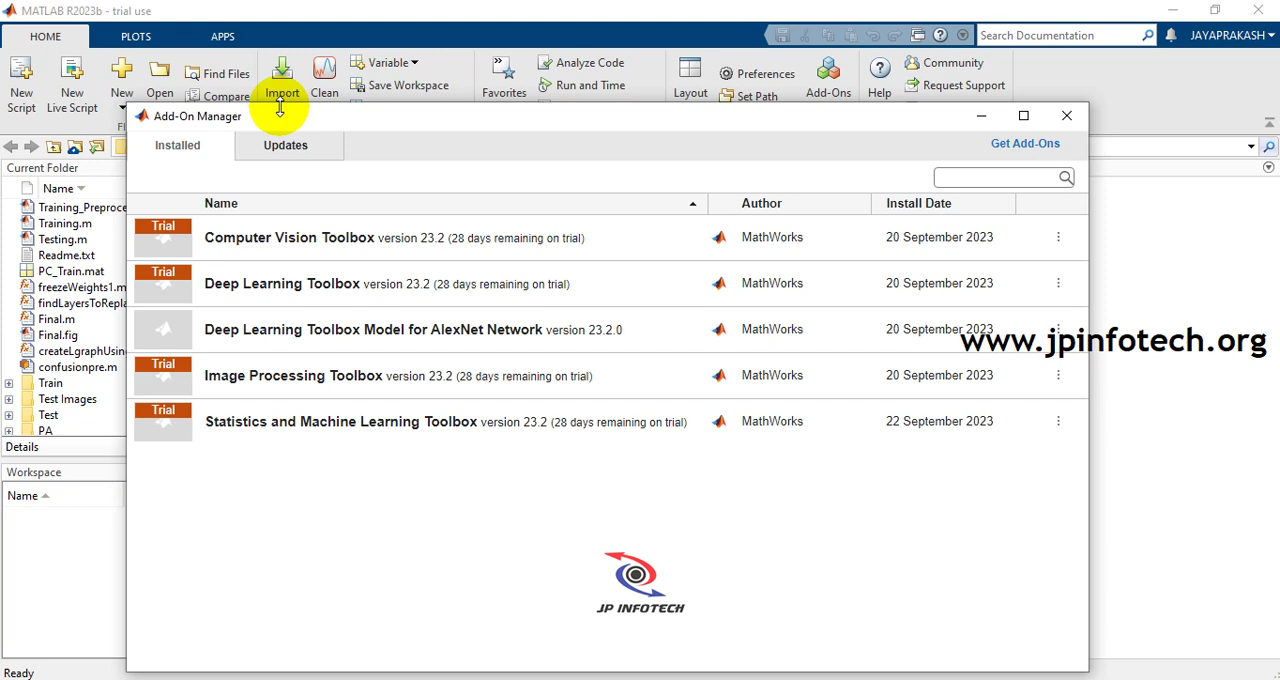 MATLAB R2023b - trial use
HOME PLOTS APPS Search Documentation JAYAPRAKASH
New Script
New Live Script
New
Open
Find Files
Compare
Import
Clean
Variable
Save Workspace
Favorites
Analyze Code
Run and Time
Layout
Preferences
Set Path
Add-Ons
Help
Community
Request Support
Current Folder
Name
Training_Preproce
Training.m
Testing.m
Readme.txt
PC_Train.mat
freezeWeights1.m
findLayersToRepla
Final.m
Final.fig
createLgraphUsin
confusionpre.m
Train
Test Images
Test
PA
Details
Workspace
Name
Ready
Add-On Manager
Installed Updates Get Add-Ons
Name Author Install Date
Trial
Computer Vision Toolbox version 23.2 (28 days remaining on trial) MathWorks 20 September 2023
Trial
Deep Learning Toolbox version 23.2 (28 days remaining on trial) MathWorks 20 September 2023
Deep Learning Toolbox Model for AlexNet Network version 23.2.0 MathWorks 20 September 2023
www.jpinfotech.org
Trial
Image Processing Toolbox version 23.2 (28 days remaining on trial) MathWorks 20 September 2023
Trial
Statistics and Machine Learning Toolbox version 23.2 (28 days remaining on trial) MathWorks 22 September 2023
JP INFOTECH